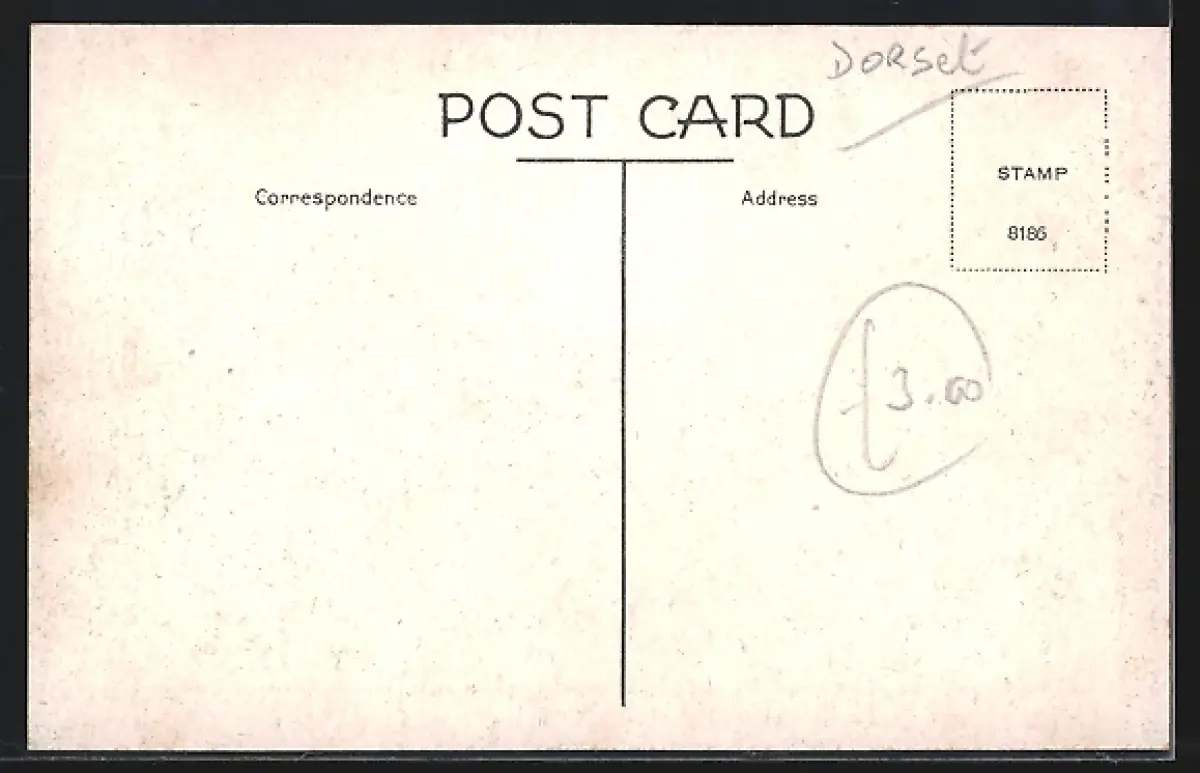 DORSET
POST CARD
Correspondence
Address
STAMP
8186
£3.00